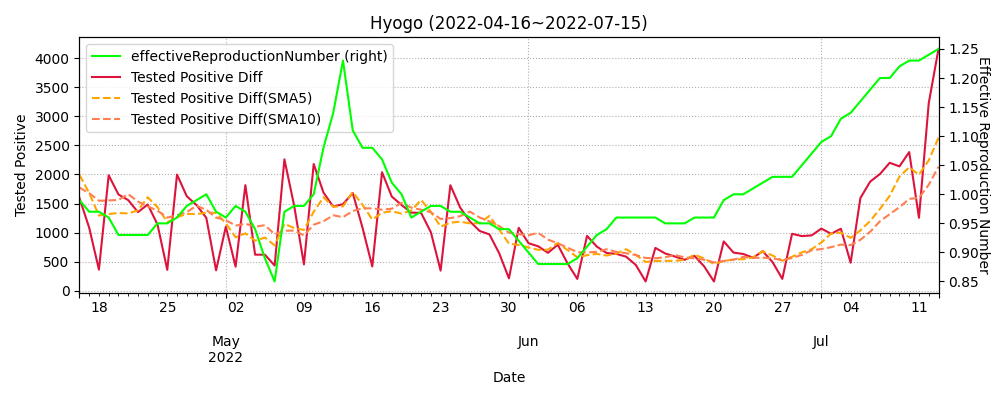 Hyogo (2022-04-16~2022-07-15)
effectiveReproductionNumber (right)
Tested Positive Diff
Tested Positive Diff(SMA5)
Tested Positive Diff(SMA10)
Tested Positive
4000
3500
3000
2500
2000
1500
1000
500
0
1.25
1.20
1.15
1.10
1.05
1.00
0.95
0.90
0.85
Effective Reproduction Number
18 25 02 09 16 23 30 06 13 20 27 04 11
May Jun Jul
2022
Date